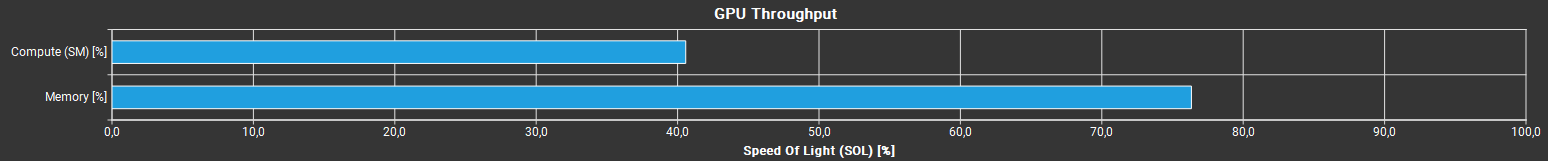 GPU Throughput
Compute (SM) [%]
Memory [%]
0,0 10,0 20,0 30,0 40,0 50,0 60,0 70,0 80,0 90,0 100,0
Speed Of Light (SOL) [%]